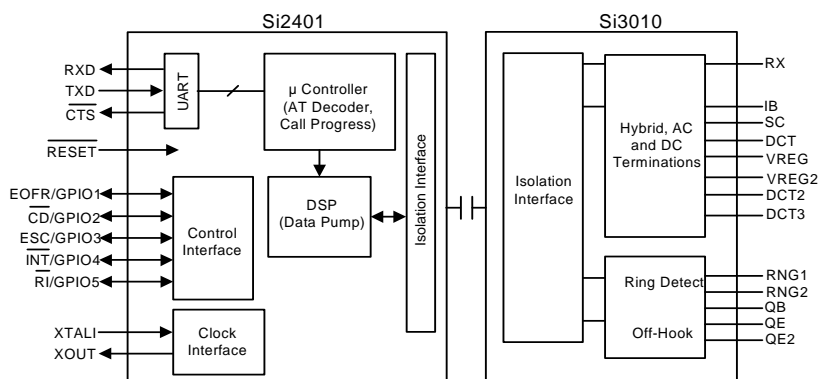 Si2401
Si3010
RXD
TXD
CTS
RESET
EOFR/GPIO1
CD/GPIO2
ESC/GPIO3
INT/GPIO4
RI/GPIO5
XTALI
XOUT
UART
µ Controller
(AT Decoder,
Call Progress)
DSP
(Data Pump)
Control
Interface
Clock
Interface
Isolation Interface
Isolation
Interface
Hybrid, AC
and DC
Terminations
Ring Detect
Off-Hook
RX
IB
SC
DCT
VREG
VREG2
DCT2
DCT3
RNG1
RNG2
QB
QE
QE2